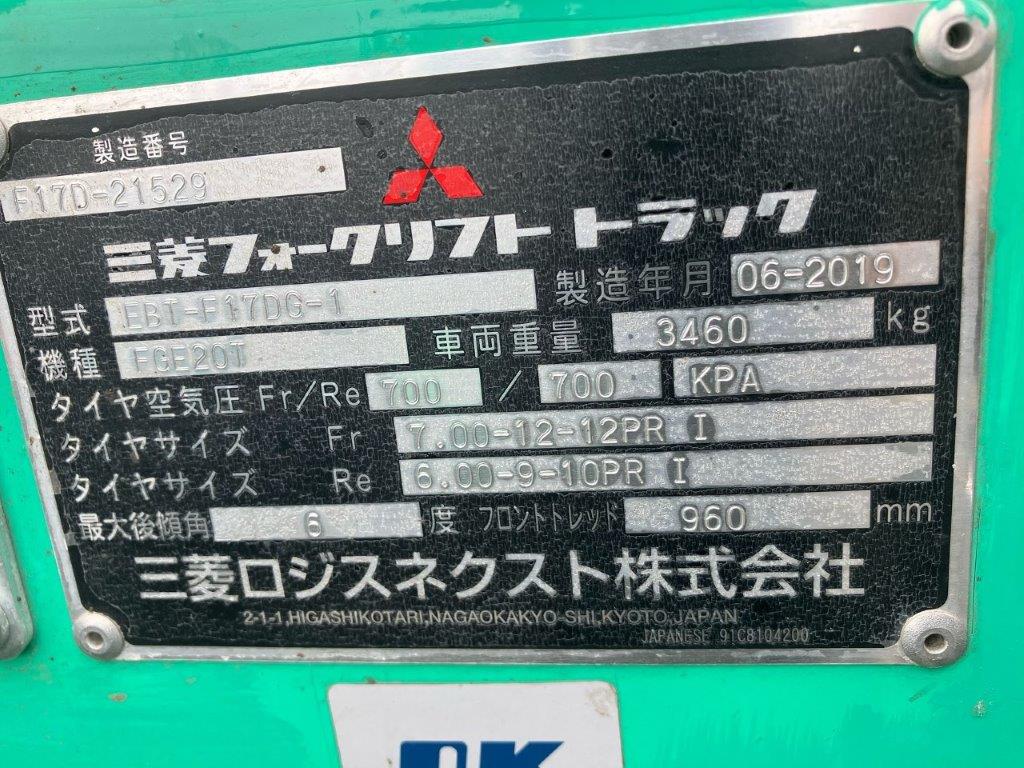 製造番号
F17D-21529
三菱フォークリフト トラック
型式 EBT-F17DG-1 製造年月 06-2019
機種 FGE20T 車両重量 3460 kg
タイヤ空気圧 Fr/Re 700 / 700 KPA
タイヤサイズ Fr 7.00-12-12PR I
タイヤサイズ Re 6.00-9-10PR I
最大後傾角 6 度 フロントトレッド 960 mm
三菱ロジスネクスト株式会社
2-1-1,HIGASHIKOTARI,NAGAOKAKYO-SHI,KYOTO,JAPAN
JAPANESE 91C8104200